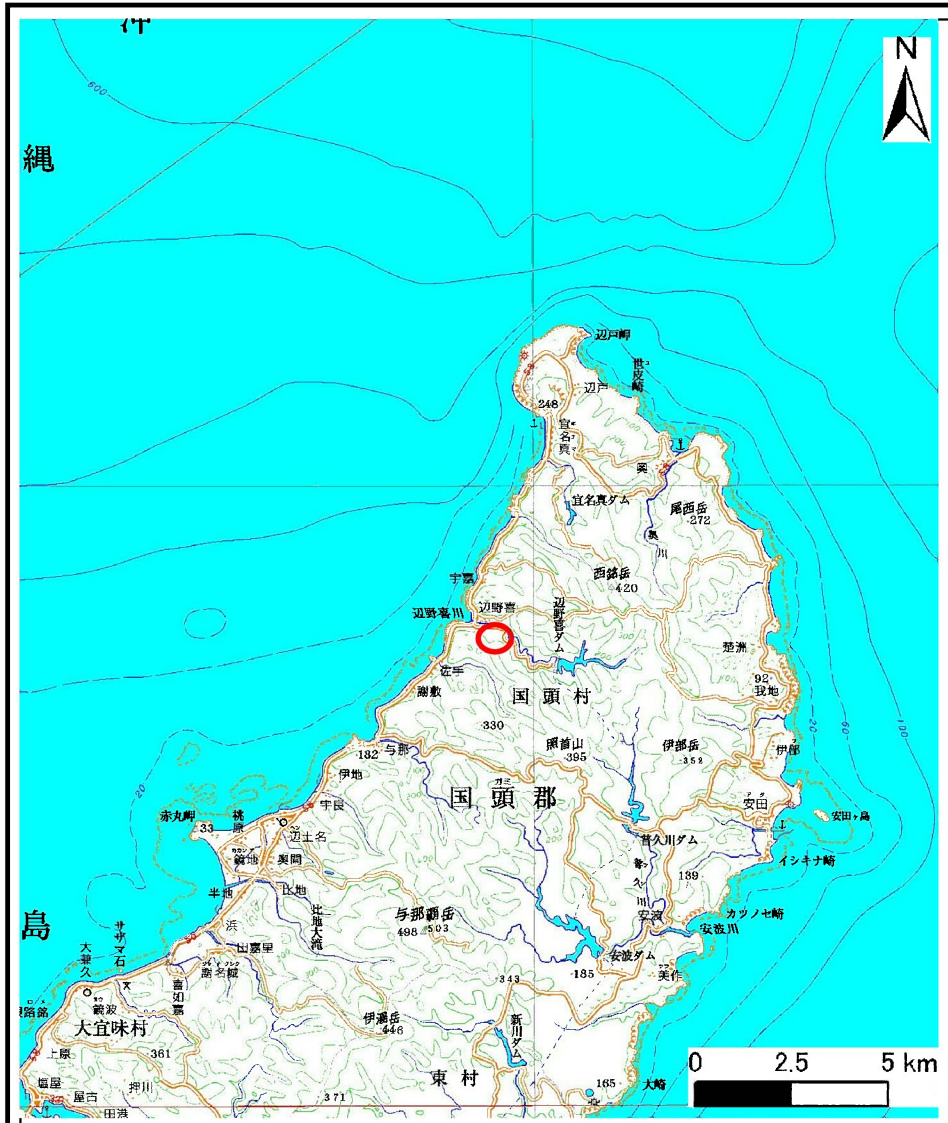 沖
縄
島
N
600
辺戸岬
世皮崎
辺戸
248
宜名真
奥
宜名真ダム
尾西岳
272
奥川
西銘岳
420
宇嘉
辺野喜川
辺野喜
辺野喜ダム
楚洲
佐手
謝敷
国頭村
92
我地
330
照首山
395
伊部岳
352
伊部
20
60
100
182
与那
伊地
国頭郡
宇良
安田
安田ヶ島
赤丸岬
33
桃原
辺土名
鏡地
奥間
普久川ダム
イシキナ崎
139
半地
比地
比地大滝
与那覇岳
498
503
安波
カツノセ崎
安波川
浜
大兼久
サザマ石
謝名城
喜如嘉
安波ダム
185
美作
343
饒波
大宜味村
伊湯岳
446
新川ダム
上原
361
東村
165
大崎
塩屋
屋古
押川
田港
371
20
0 2.5 5 km